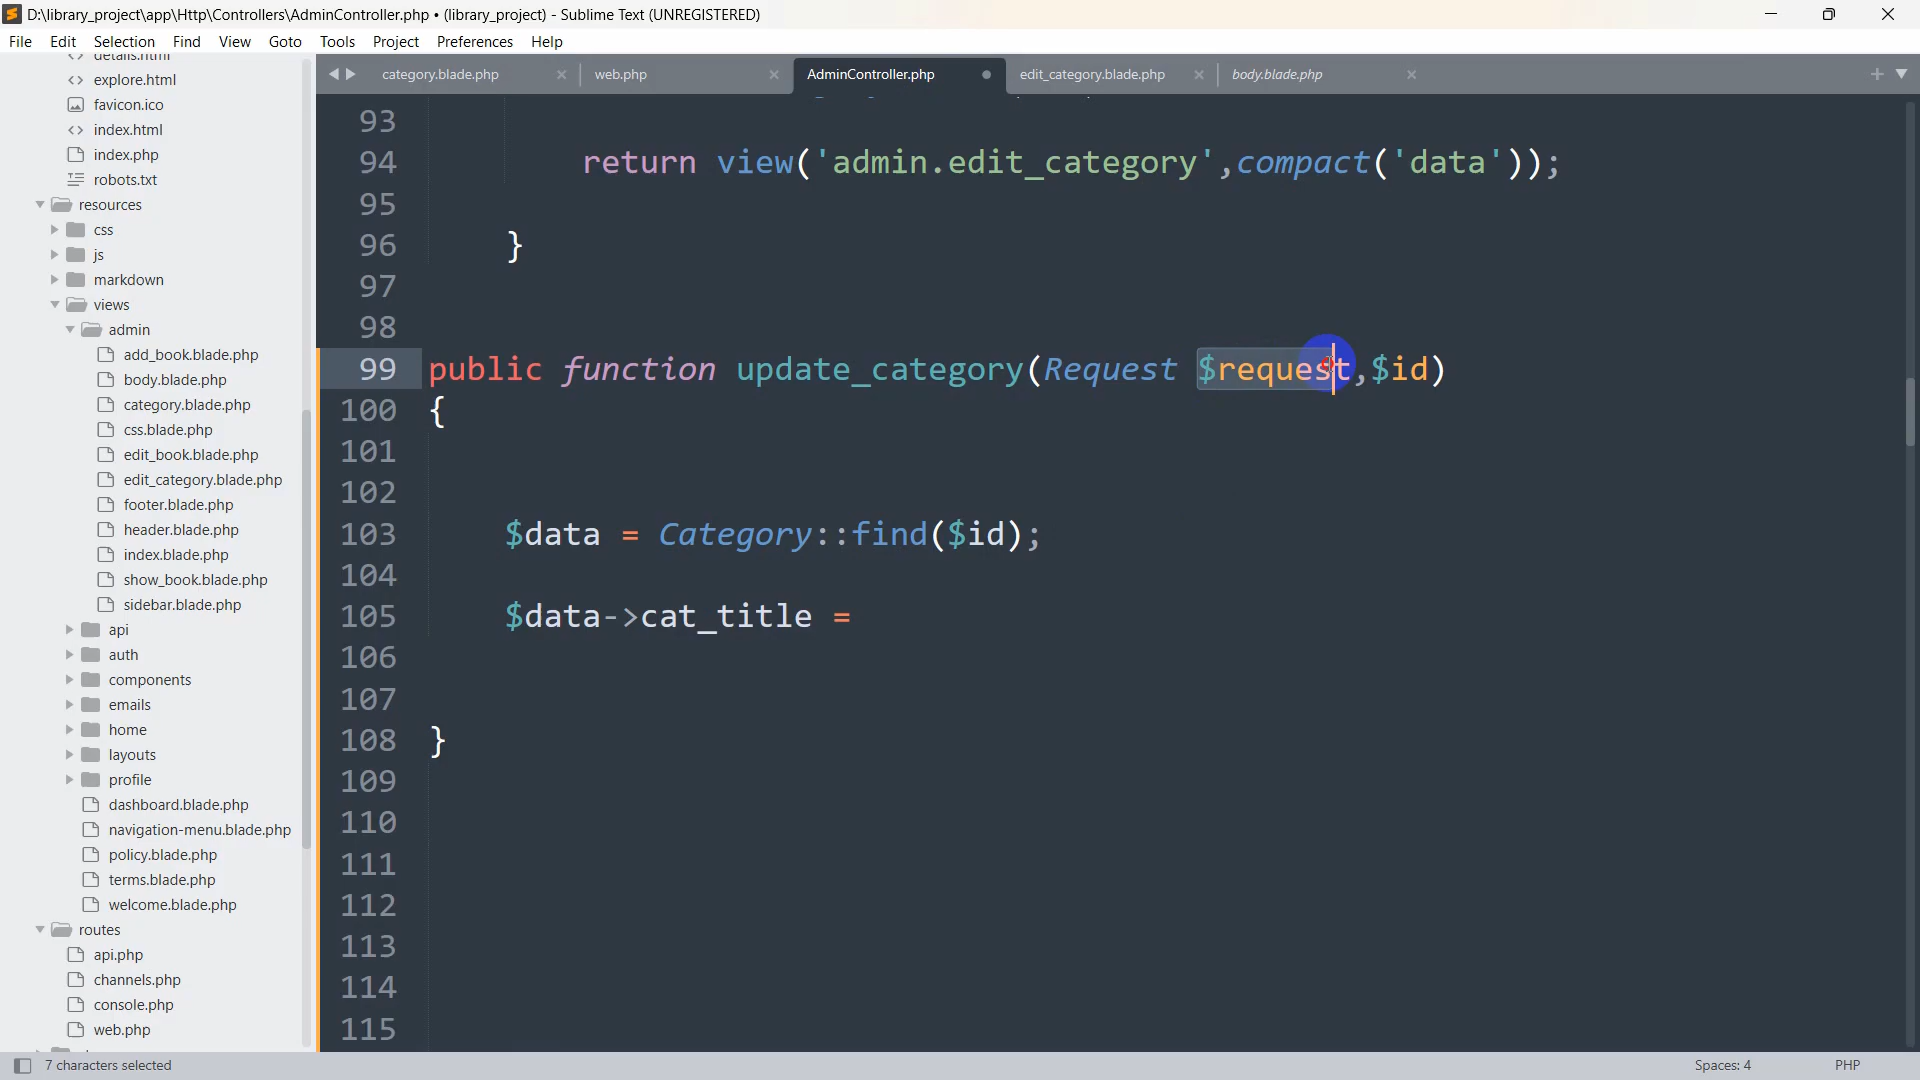 D:\library_project\app\Http\Controllers\AdminController.php • (library_project) - Sublime Text (UNREGISTERED)
File Edit Selection Find View Goto Tools Project Preferences Help
details.html
explore.html
favicon.ico
index.html
index.php
robots.txt
resources
css
js
markdown
views
admin
add_book.blade.php
body.blade.php
category.blade.php
css.blade.php
edit_book.blade.php
edit_category.blade.php
footer.blade.php
header.blade.php
index.blade.php
show_book.blade.php
sidebar.blade.php
api
auth
components
emails
home
layouts
profile
dashboard.blade.php
navigation-menu.blade.php
policy.blade.php
terms.blade.php
welcome.blade.php
routes
api.php
channels.php
console.php
web.php
category.blade.php web.php AdminController.php edit_category.blade.php body.blade.php
93
94 return view('admin.edit_category',compact('data'));
95
96 }
97
98
99 public function update_category(Request $request,$id)
100 {
101
102
103 $data = Category::find($id);
104
105 $data->cat_title =
106
107
108 }
109
110
111
112
113
114
115
7 characters selected Spaces: 4 PHP